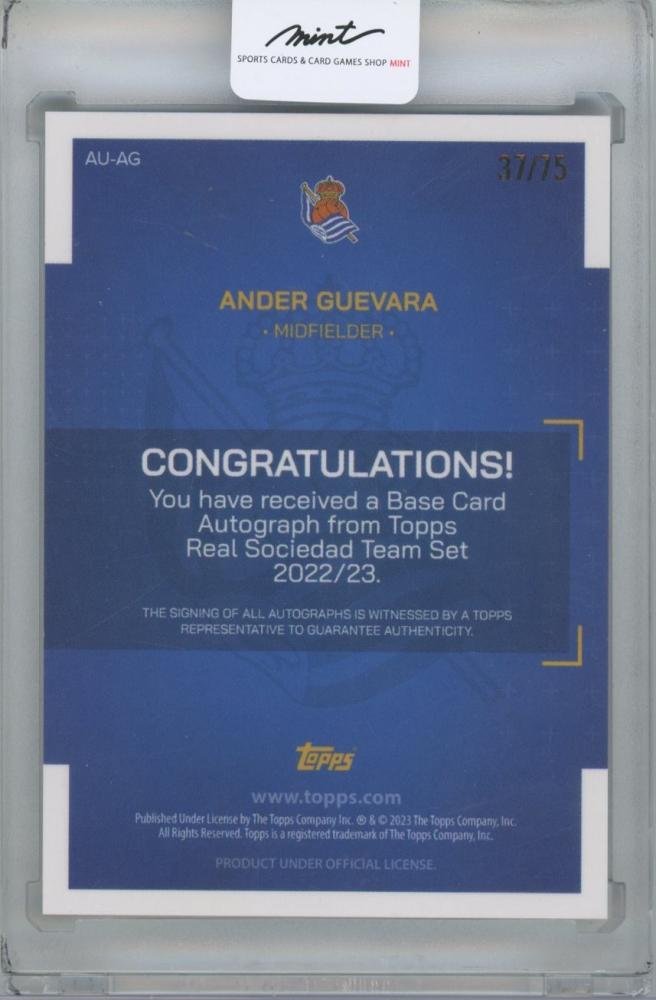 mint
SPORTS CARDS & CARD GAMES SHOP MINT
AU-AG
37/75
ANDER GUEVARA
• MIDFIELDER •
CONGRATULATIONS!
You have received a Base Card
Autograph from Topps
Real Sociedad Team Set
2022/23.
THE SIGNING OF ALL AUTOGRAPHS IS WITNESSED BY A TOPPS
REPRESENTATIVE TO GUARANTEE AUTHENTICITY.
topps
www.topps.com
Published Under License by The Topps Company Inc. ® & © 2023 The Topps Company, Inc.
All Rights Reserved. Topps is a registered trademark of The Topps Company, Inc.
PRODUCT UNDER OFFICIAL LICENSE.